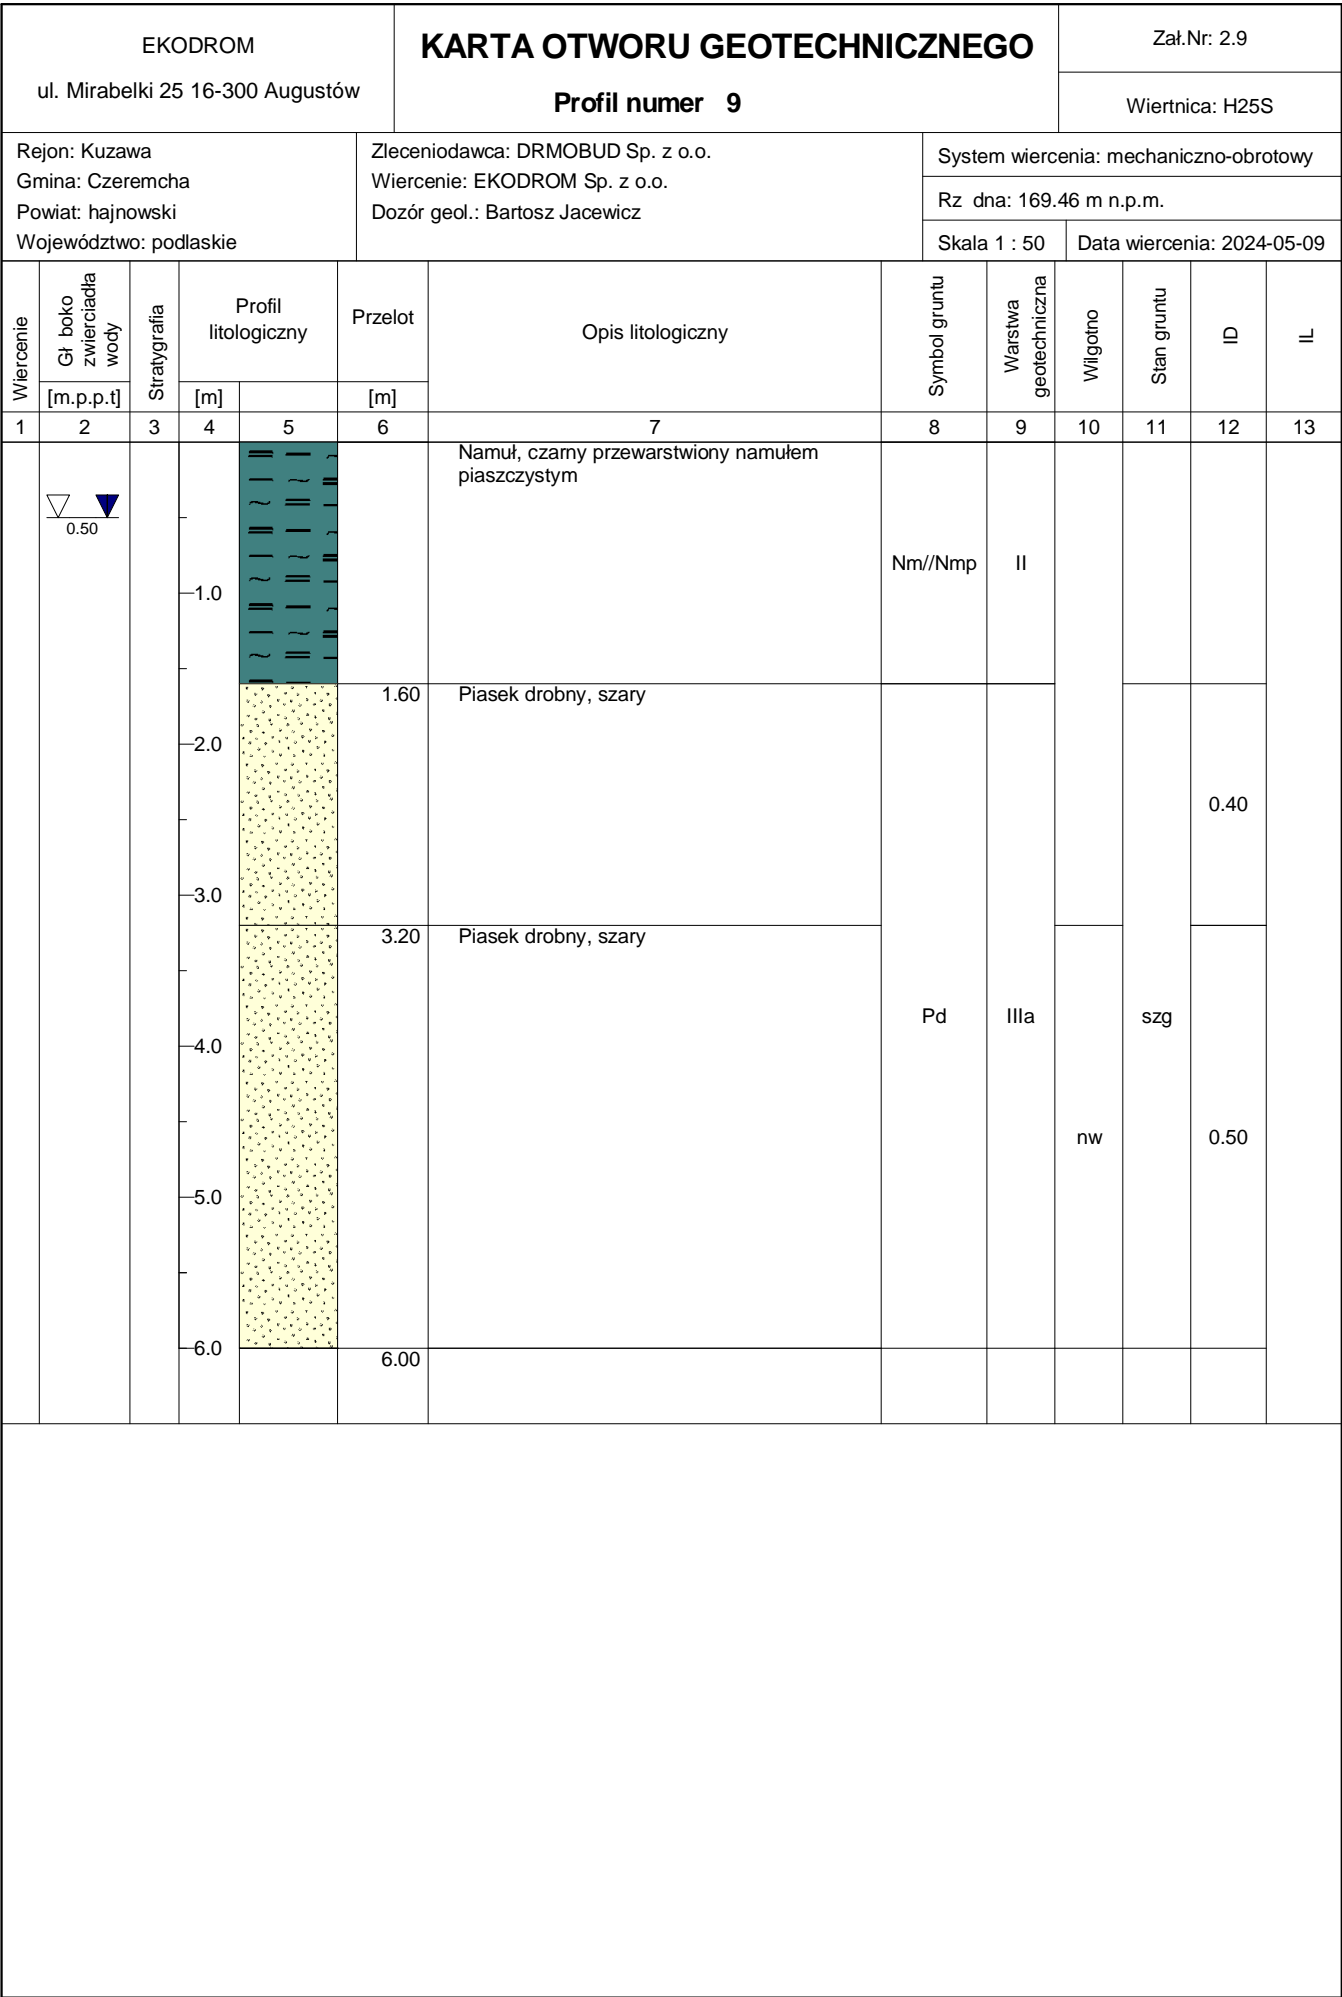 EKODROM
ul. Mirabelki 25 16-300 Augustów
KARTA OTWORU GEOTECHNICZNEGO
Profil numer 9
Zał.Nr: 2.9
Wiertnica: H25S
Rejon: Kuzawa
Gmina: Czeremcha
Powiat: hajnowski
Województwo: podlaskie
Zleceniodawca: DRMOBUD Sp. z o.o.
Wiercenie: EKODROM Sp. z o.o.
Dozór geol.: Bartosz Jacewicz
System wiercenia: mechaniczno-obrotowy
Rz dna: 169.46 m n.p.m.
Skala 1 : 50
Data wiercenia: 2024-05-09
Wiercenie
Gł boko
zwierciadła
wody
[m.p.p.t]
Stratygrafia
Profil
litologiczny
[m]
Przelot
[m]
Opis litologiczny
Symbol gruntu
Warstwa
geotechniczna
Wilgotno
Stan gruntu
ID
IL
1 2 3 4 5 6 7 8 9 10 11 12 13
Namuł, czarny przewarstwiony namułem
piaszczystym
0.50
Nm//Nmp II
1.0
1.60 Piasek drobny, szary
2.0
0.40
3.0
3.20 Piasek drobny, szary
Pd IIIa szg
4.0
nw 0.50
5.0
6.0
6.00